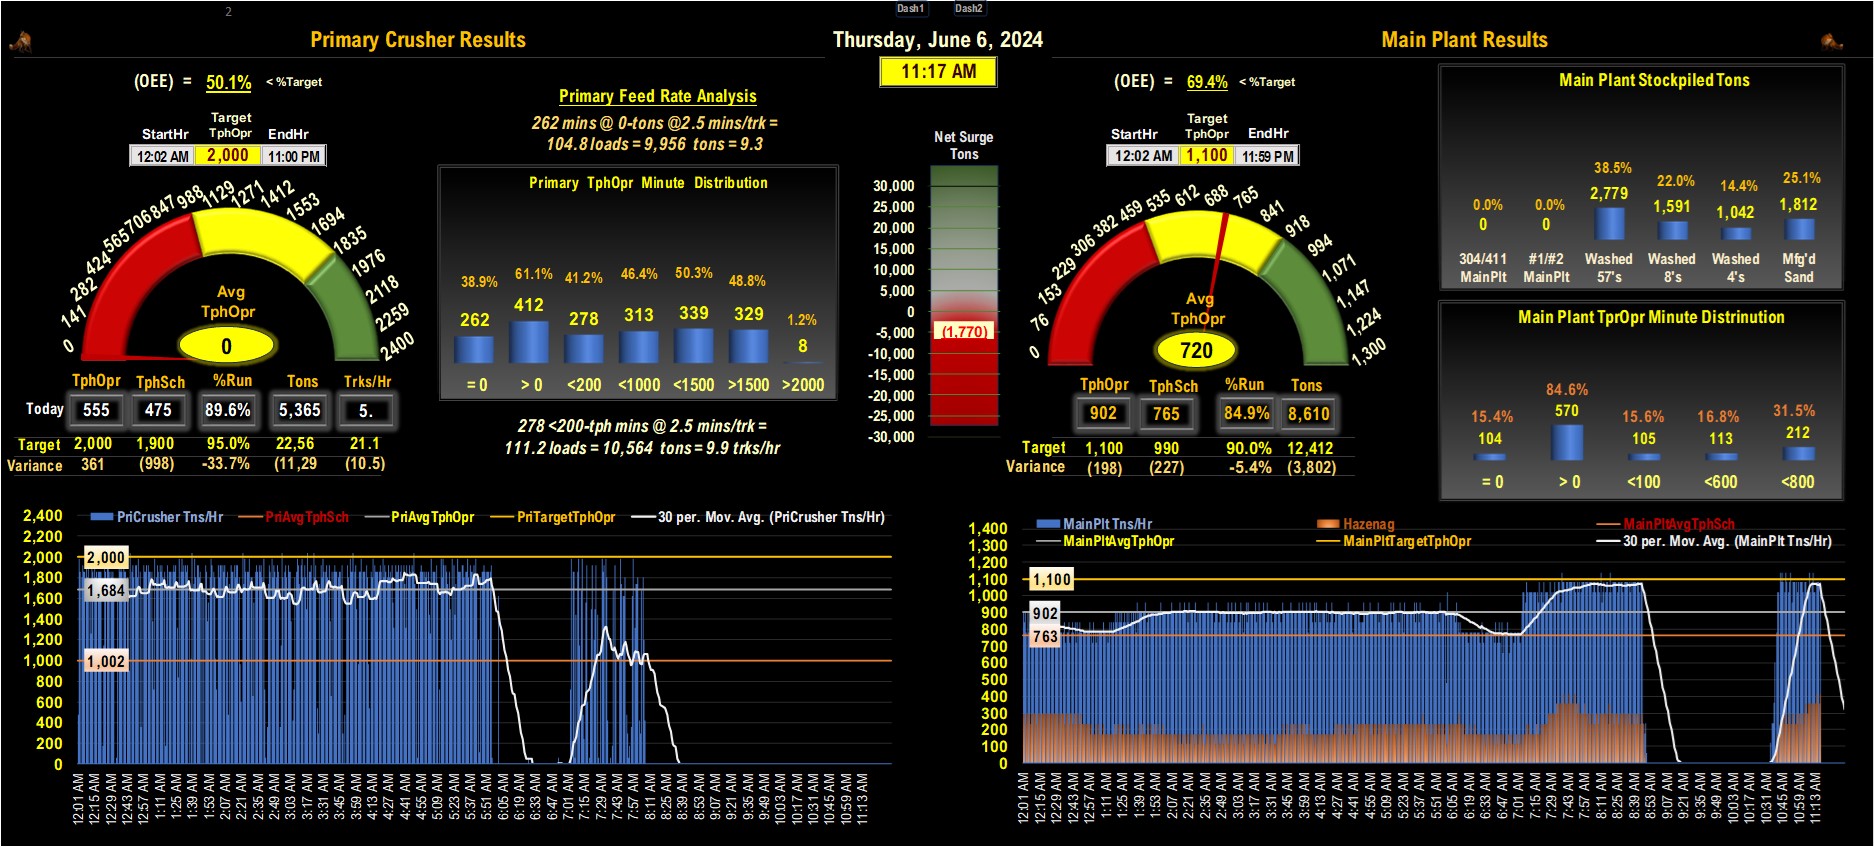 2
Dash1 Dash2
Primary Crusher Results
Thursday, June 6, 2024
Main Plant Results
11:17 AM
(OEE) = 50.1% < %Target
Target
StartHr TphOpr EndHr
12:02 AM 2,000 11:00 PM
0 141 282 424 565 706 847 988 1129 1271 1412 1553 1694 1835 1976 2118 2259 2400
Avg
TphOpr
0
TphOpr TphSch %Run Tons Trks/Hr
Today 555 475 89.6% 5,365 5.
Target 2,000 1,900 95.0% 22,56 21.1
Variance 361 (998) -33.7% (11,29 (10.5)
Primary Feed Rate Analysis
262 mins @ 0-tons @2.5 mins/trk =
104.8 loads = 9,956 tons = 9.3
Primary TphOpr Minute Distribution
38.9% 61.1% 41.2% 46.4% 50.3% 48.8% 1.2%
262 412 278 313 339 329 8
= 0 > 0 <200 <1000 <1500 >1500 >2000
278 <200-tph mins @ 2.5 mins/trk =
111.2 loads = 10,564 tons = 9.9 trks/hr
Net Surge
Tons
30,000
25,000
20,000
15,000
10,000
5,000
0
-5,000
(1,770)
-10,000
-15,000
-20,000
-25,000
-30,000
(OEE) = 69.4% < %Target
Target
StartHr TphOpr EndHr
12:02 AM 1,100 11:59 PM
0 76 153 229 306 382 459 535 612 688 765 841 918 994 1,071 1,147 1,224 1,300
Avg
TphOpr
720
TphOpr TphSch %Run Tons
902 765 84.9% 8,610
Target 1,100 990 90.0% 12,412
Variance (198) (227) -5.4% (3,802)
Main Plant Stockpiled Tons
0.0% 0.0% 38.5% 22.0% 14.4% 25.1%
0 0 2,779 1,591 1,042 1,812
304/411 #1/#2 Washed Washed Washed Mfg'd
MainPlt MainPlt 57's 8's 4's Sand
Main Plant TprOpr Minute Distrinution
15.4% 84.6% 15.6% 16.8% 31.5%
104 570 105 113 212
= 0 > 0 <100 <600 <800
PriCrusher Tns/Hr PriAvgTphSch PriAvgTphOpr PriTargetTphOpr 30 per. Mov. Avg. (PriCrusher Tns/Hr)
2,400
2,200
2,000
2,000
1,800
1,684
1,600
1,400
1,200
1,000
1,002
800
600
400
200
0
12:01 AM 12:15 AM 12:29 AM 12:43 AM 12:57 AM 1:11 AM 1:25 AM 1:39 AM 1:53 AM 2:07 AM 2:21 AM 2:35 AM 2:49 AM 3:03 AM 3:17 AM 3:31 AM 3:45 AM 3:59 AM 4:13 AM 4:27 AM 4:41 AM 4:55 AM 5:09 AM 5:23 AM 5:37 AM 5:51 AM 6:05 AM 6:19 AM 6:33 AM 6:47 AM 7:01 AM 7:15 AM 7:29 AM 7:43 AM 7:57 AM 8:11 AM 8:25 AM 8:39 AM 8:53 AM 9:07 AM 9:21 AM 9:35 AM 9:49 AM 10:03 AM 10:17 AM 10:31 AM 10:45 AM 10:59 AM 11:13 AM
MainPlt Tns/Hr Hazenag MainPltAvgTphSch
MainPltAvgTphOpr MainPltTargetTphOpr 30 per. Mov. Avg. (MainPlt Tns/Hr)
1,400
1,300
1,200
1,100
1,100
1,000
900
902
800
763
700
600
500
400
300
200
100
0
12:01 AM 12:15 AM 12:29 AM 12:43 AM 12:57 AM 1:11 AM 1:25 AM 1:39 AM 1:53 AM 2:07 AM 2:21 AM 2:35 AM 2:49 AM 3:03 AM 3:17 AM 3:31 AM 3:45 AM 3:59 AM 4:13 AM 4:27 AM 4:41 AM 4:55 AM 5:09 AM 5:23 AM 5:37 AM 5:51 AM 6:05 AM 6:19 AM 6:33 AM 6:47 AM 7:01 AM 7:15 AM 7:29 AM 7:43 AM 7:57 AM 8:11 AM 8:25 AM 8:39 AM 8:53 AM 9:07 AM 9:21 AM 9:35 AM 9:49 AM 10:03 AM 10:17 AM 10:31 AM 10:45 AM 10:59 AM 11:13 AM